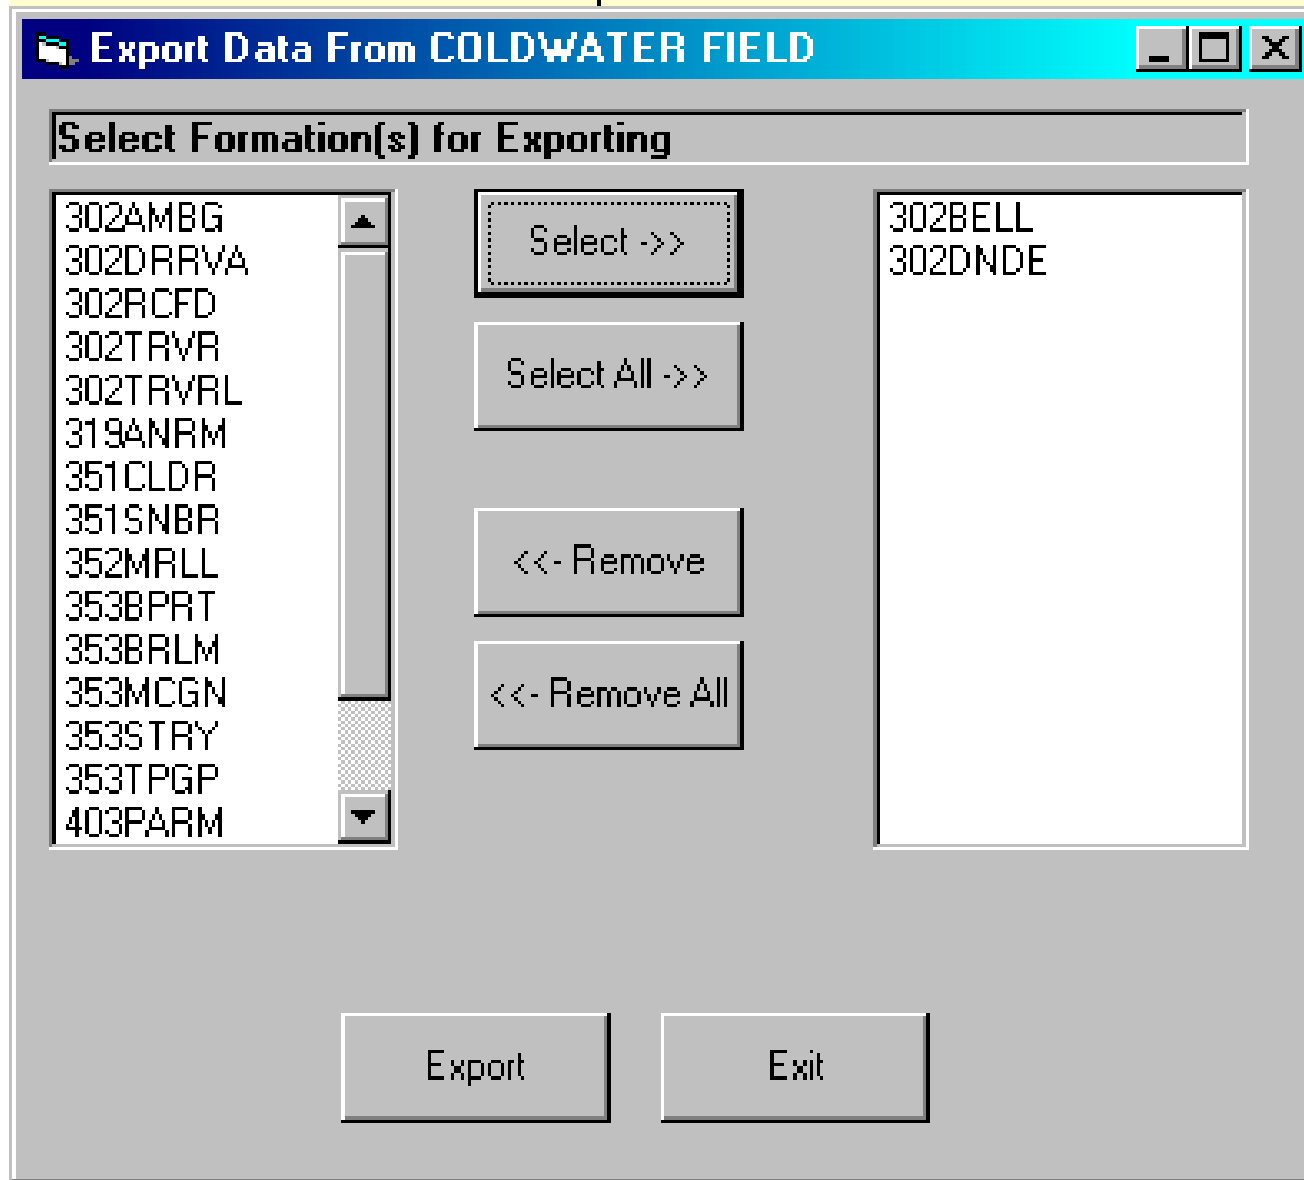 Export Data From COLDWATER FIELD
Select Formation(s) for Exporting
302AMBG
302DRRVA
302RCFD
302TRVR
302TRVRL
319ANRM
351CLDR
351SNBR
352MRLL
353BPRT
353BRLM
353MCGN
353STRY
353TPGP
403PARM
Select ->>
Select All ->>
<<- Remove
<<- Remove All
302BELL
302DNDE
Export
Exit